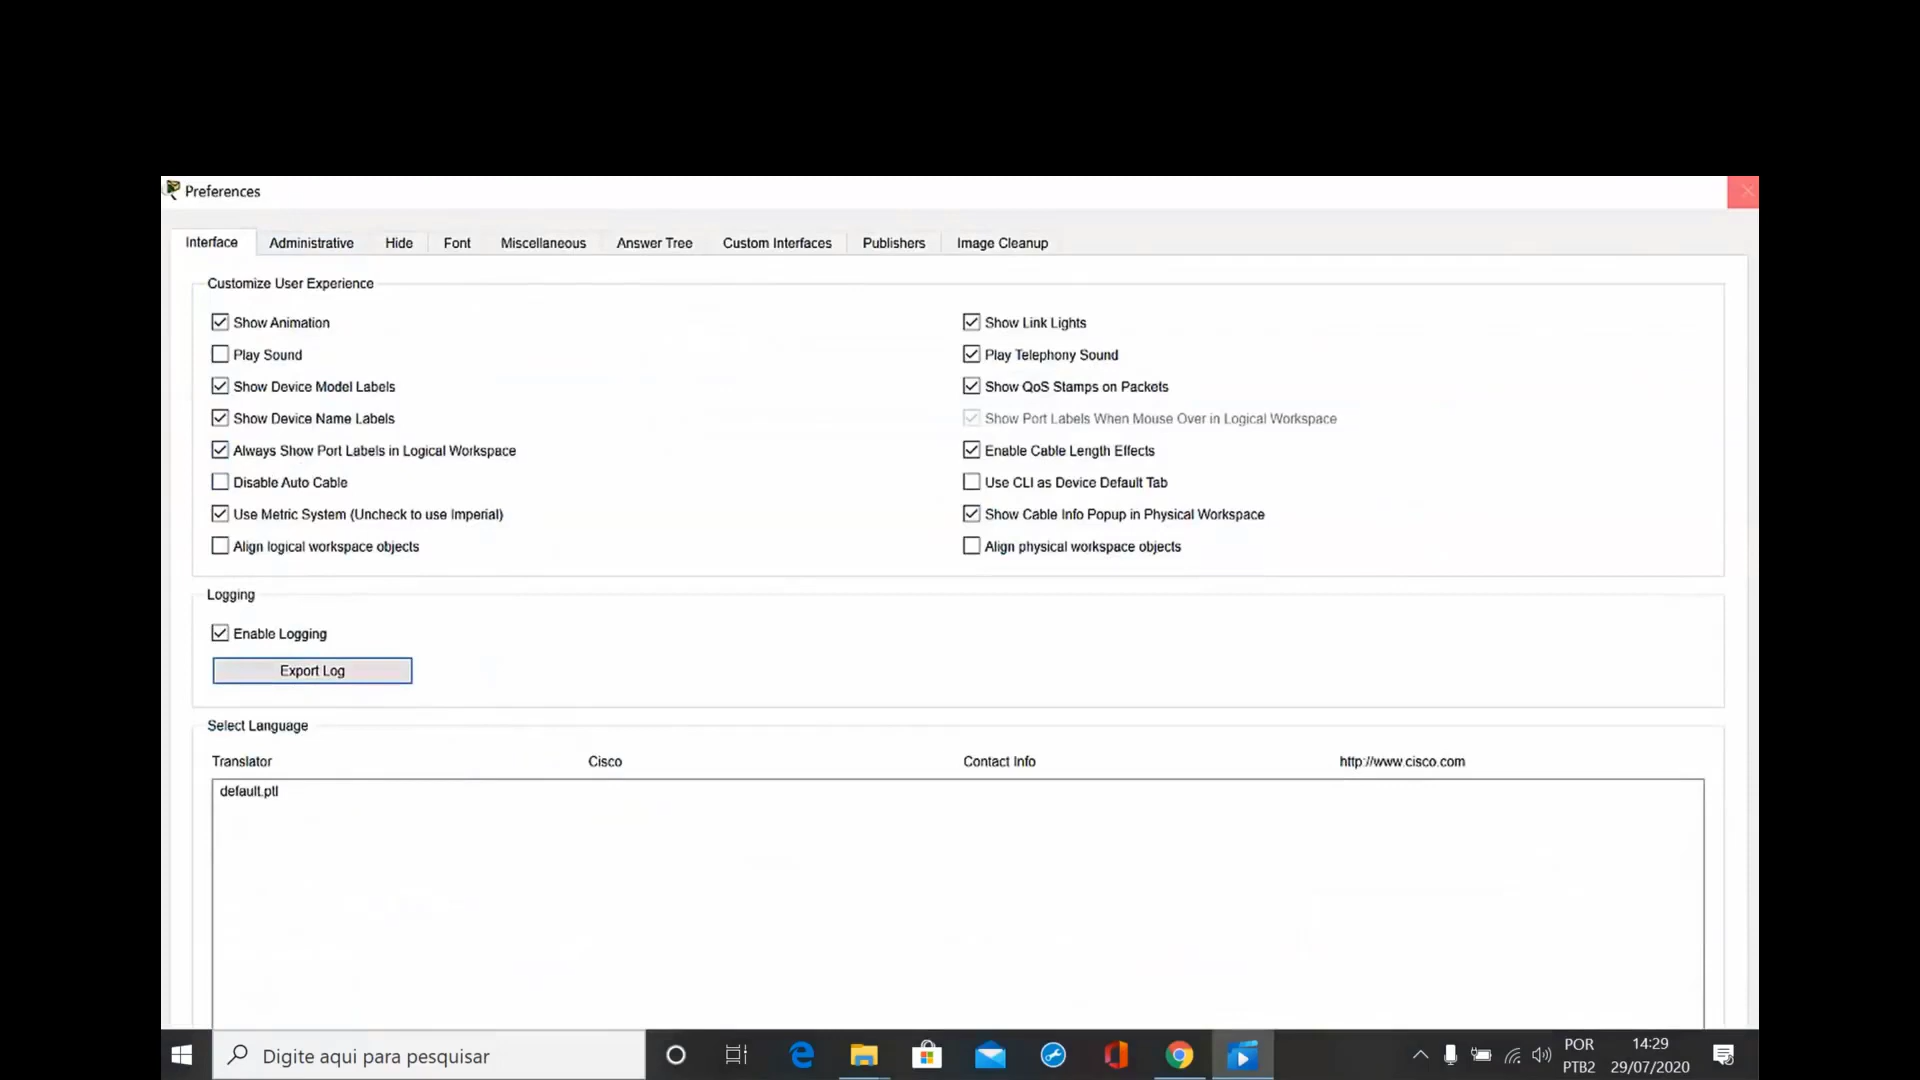 Preferences
Interface Administrative Hide Font Miscellaneous Answer Tree Custom Interfaces Publishers Image Cleanup
Customize User Experience
Show Animation Show Link Lights
Play Sound Play Telephony Sound
Show Device Model Labels Show QoS Stamps on Packets
Show Device Name Labels Show Port Labels When Mouse Over in Logical Workspace
Always Show Port Labels in Logical Workspace Enable Cable Length Effects
Disable Auto Cable Use CLI as Device Default Tab
Use Metric System (Uncheck to use Imperial) Show Cable Info Popup in Physical Workspace
Align logical workspace objects Align physical workspace objects
Logging
Enable Logging
Export Log
Select Language
Translator Cisco Contact Info http://www.cisco.com
default.ptl
Digite aqui para pesquisar
POR 14:29
PTB2 29/07/2020